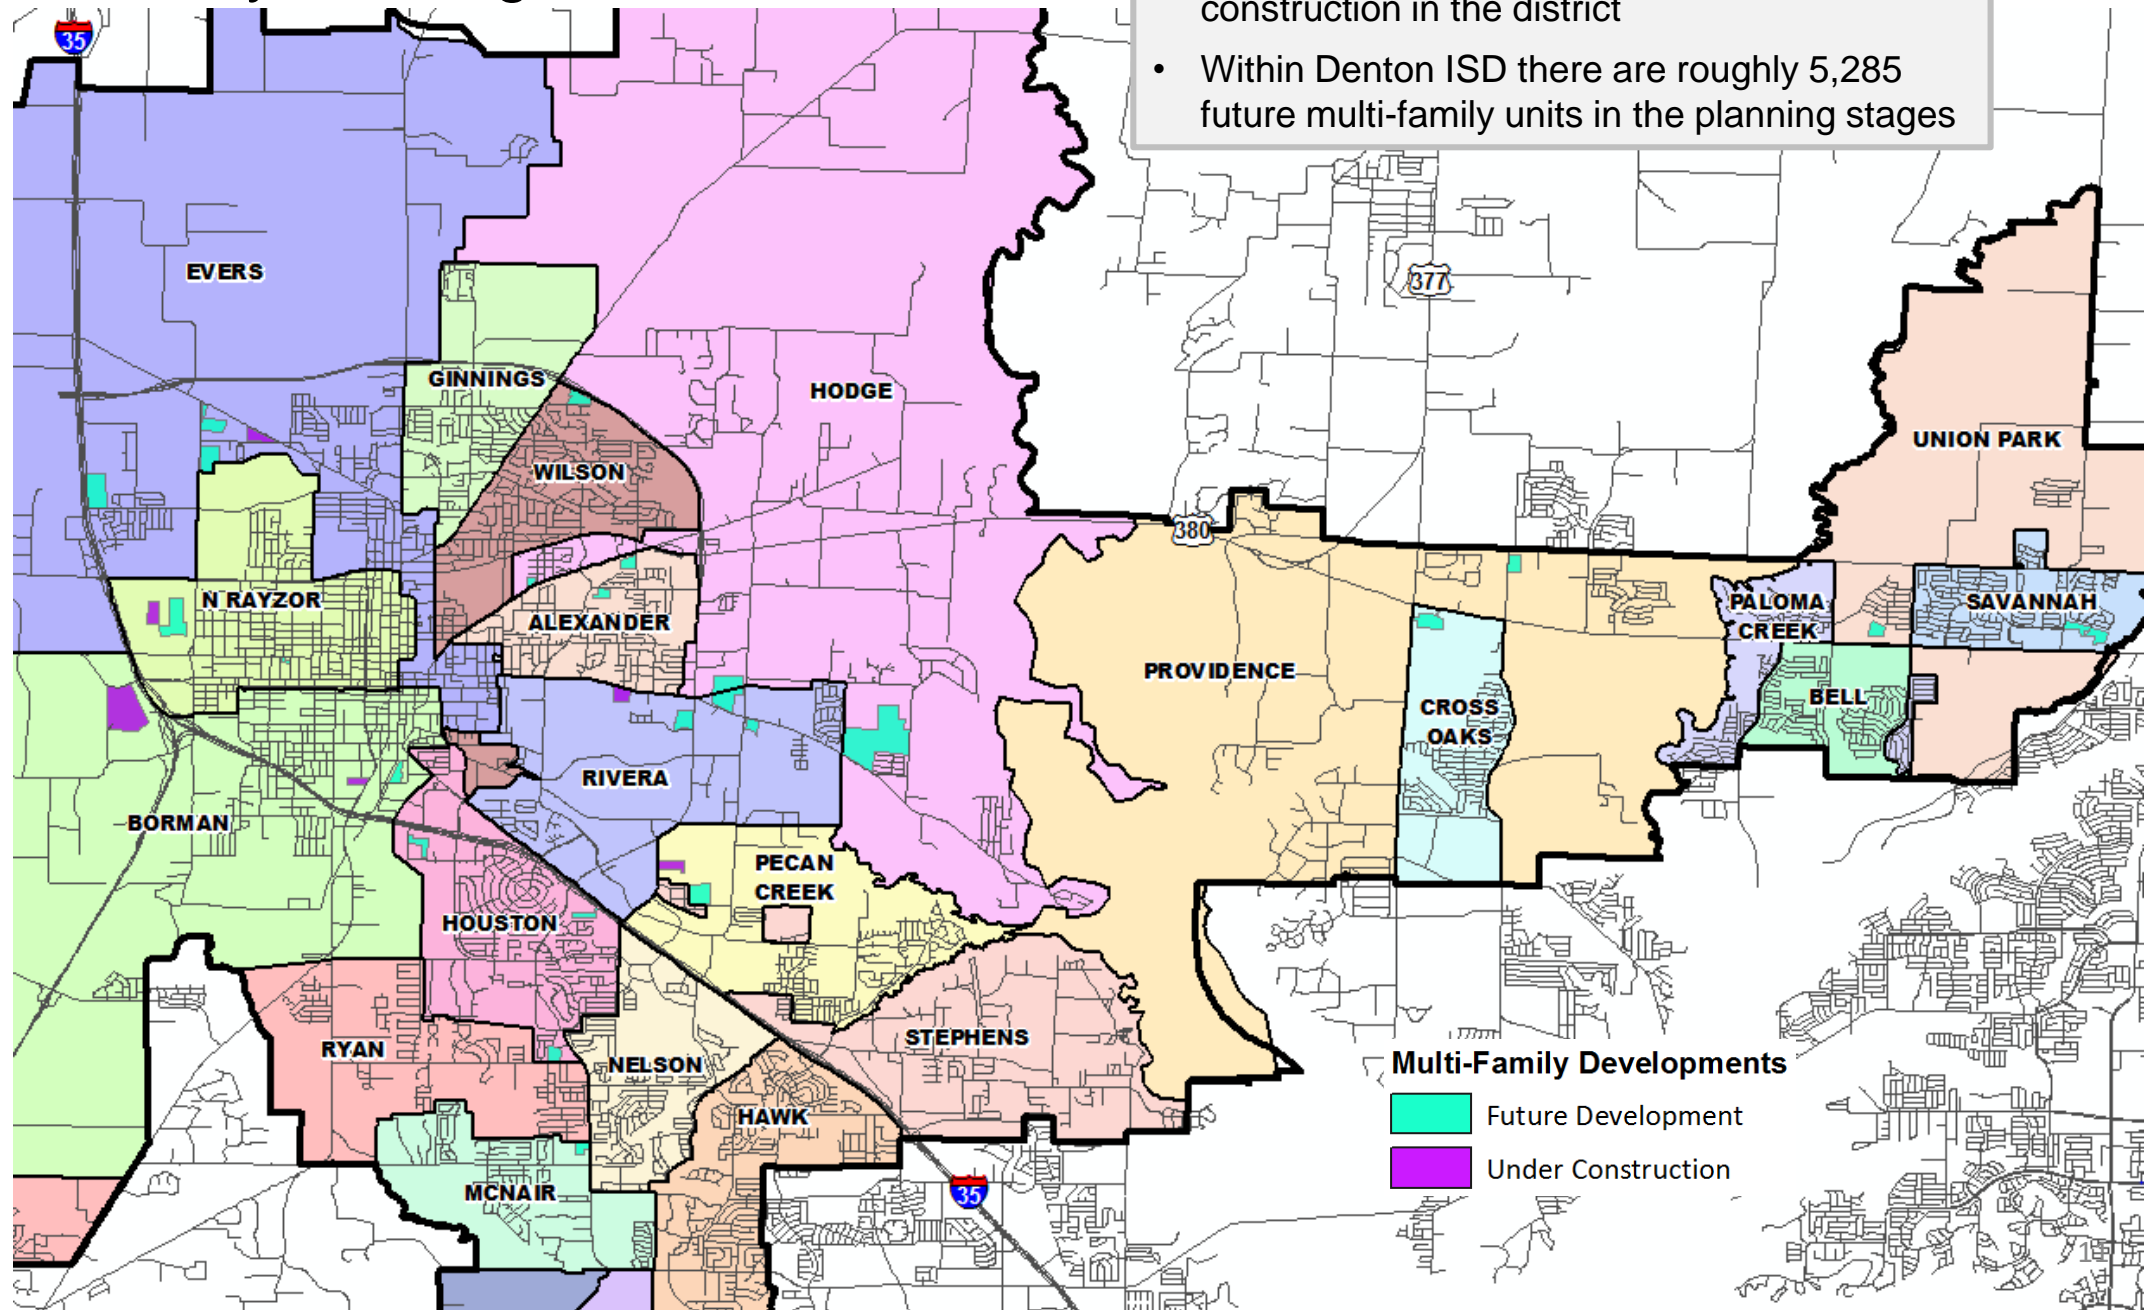 construction in the district
• Within Denton ISD there are roughly 5,285
future multi-family units in the planning stages
35
377
380
EVERS
GINNINGS
HODGE
WILSON
UNION PARK
N RAYZOR
ALEXANDER
PALOMA
CREEK
SAVANNAH
PROVIDENCE
CROSS
OAKS
BELL
RIVERA
BORMAN
PECAN
CREEK
HOUSTON
RYAN
NELSON
STEPHENS
HAWK
MCNAIR
35
Multi-Family Developments
Future Development
Under Construction